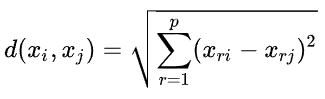 d(x_i, x_j) = \sqrt{\sum_{r=1}^{p} (x_{ri} - x_{rj})^2}